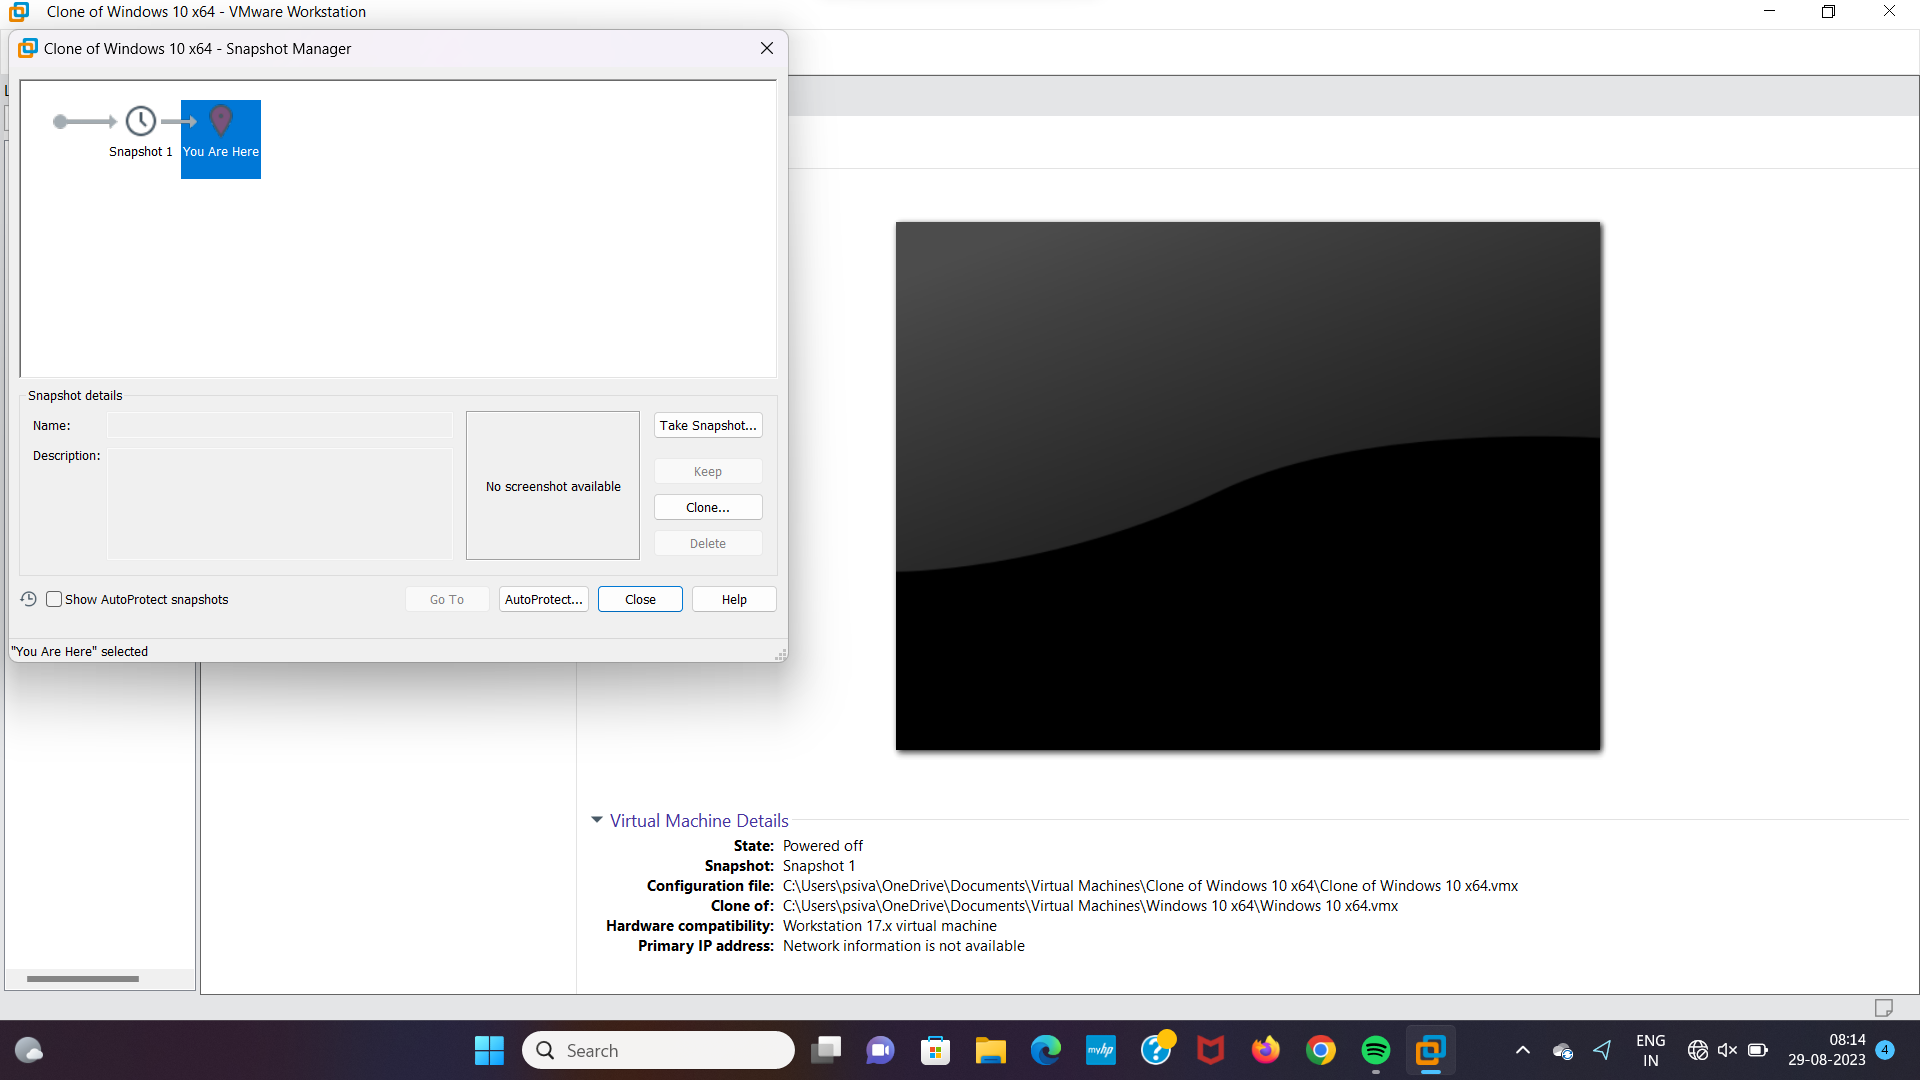 Clone of Windows 10 x64 - VMware Workstation
Clone of Windows 10 x64 - Snapshot Manager
Snapshot 1
You Are Here
Snapshot details
Name:
Take Snapshot...
Description:
Keep
No screenshot available
Clone...
Delete
Show AutoProtect snapshots
Go To
AutoProtect...
Close
Help
"You Are Here" selected
Virtual Machine Details
State: Powered off
Snapshot: Snapshot 1
Configuration file: C:\Users\psiva\OneDrive\Documents\Virtual Machines\Clone of Windows 10 x64\Clone of Windows 10 x64.vmx
Clone of: C:\Users\psiva\OneDrive\Documents\Virtual Machines\Windows 10 x64\Windows 10 x64.vmx
Hardware compatibility: Workstation 17.x virtual machine
Primary IP address: Network information is not available
Search
myhp
ENG
IN
08:14
29-08-2023
4